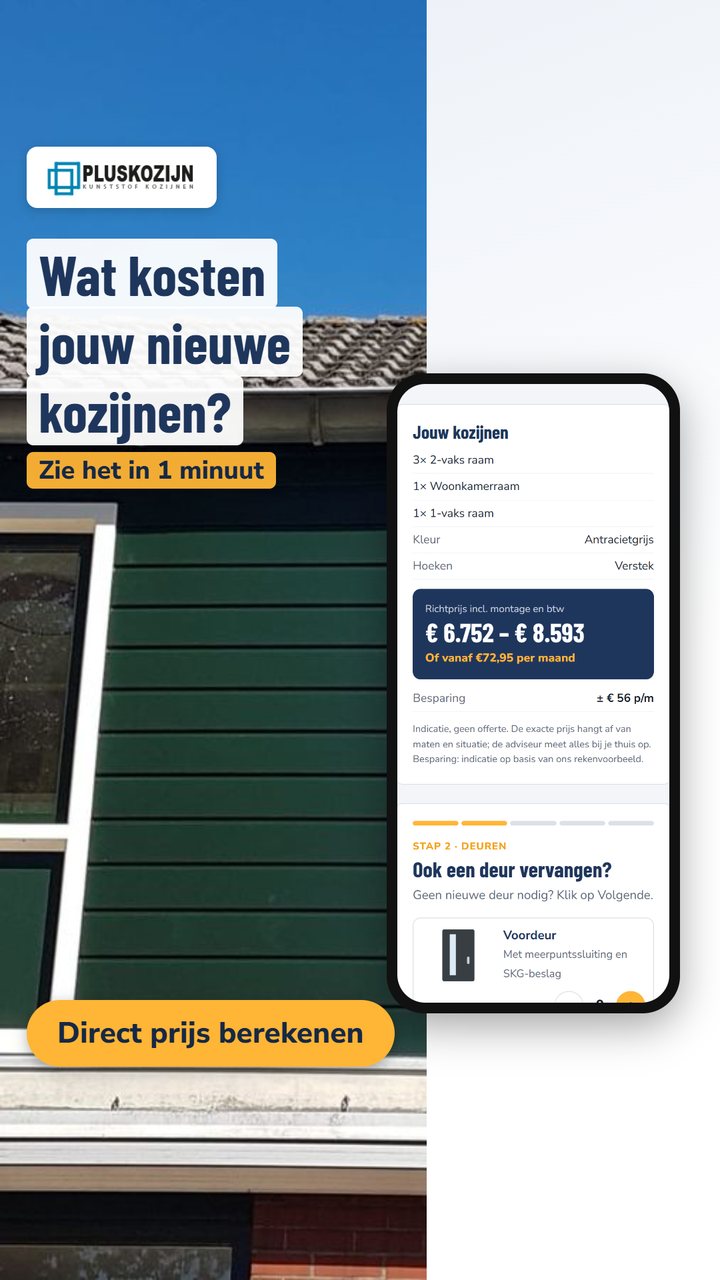 PLUSKOZIJN
KUNSTSTOF KOZIJNEN
Wat kosten
jouw nieuwe
kozijnen?
Zie het in 1 minuut
Jouw kozijnen
3× 2-vaks raam
1× Woonkamerraam
1× 1-vaks raam
Kleur Antracietgrijs
Hoeken Verstek
Richtprijs incl. montage en btw
€ 6.752 – € 8.593
Of vanaf €72,95 per maand
Besparing ± € 56 p/m
Indicatie, geen offerte. De exacte prijs hangt af van
maten en situatie; de adviseur meet alles bij je thuis op.
Besparing: indicatie op basis van ons rekenvoorbeeld.
STAP 2 · DEUREN
Ook een deur vervangen?
Geen nieuwe deur nodig? Klik op Volgende.
Voordeur
Met meerpuntssluiting en
SKG-beslag
Direct prijs berekenen